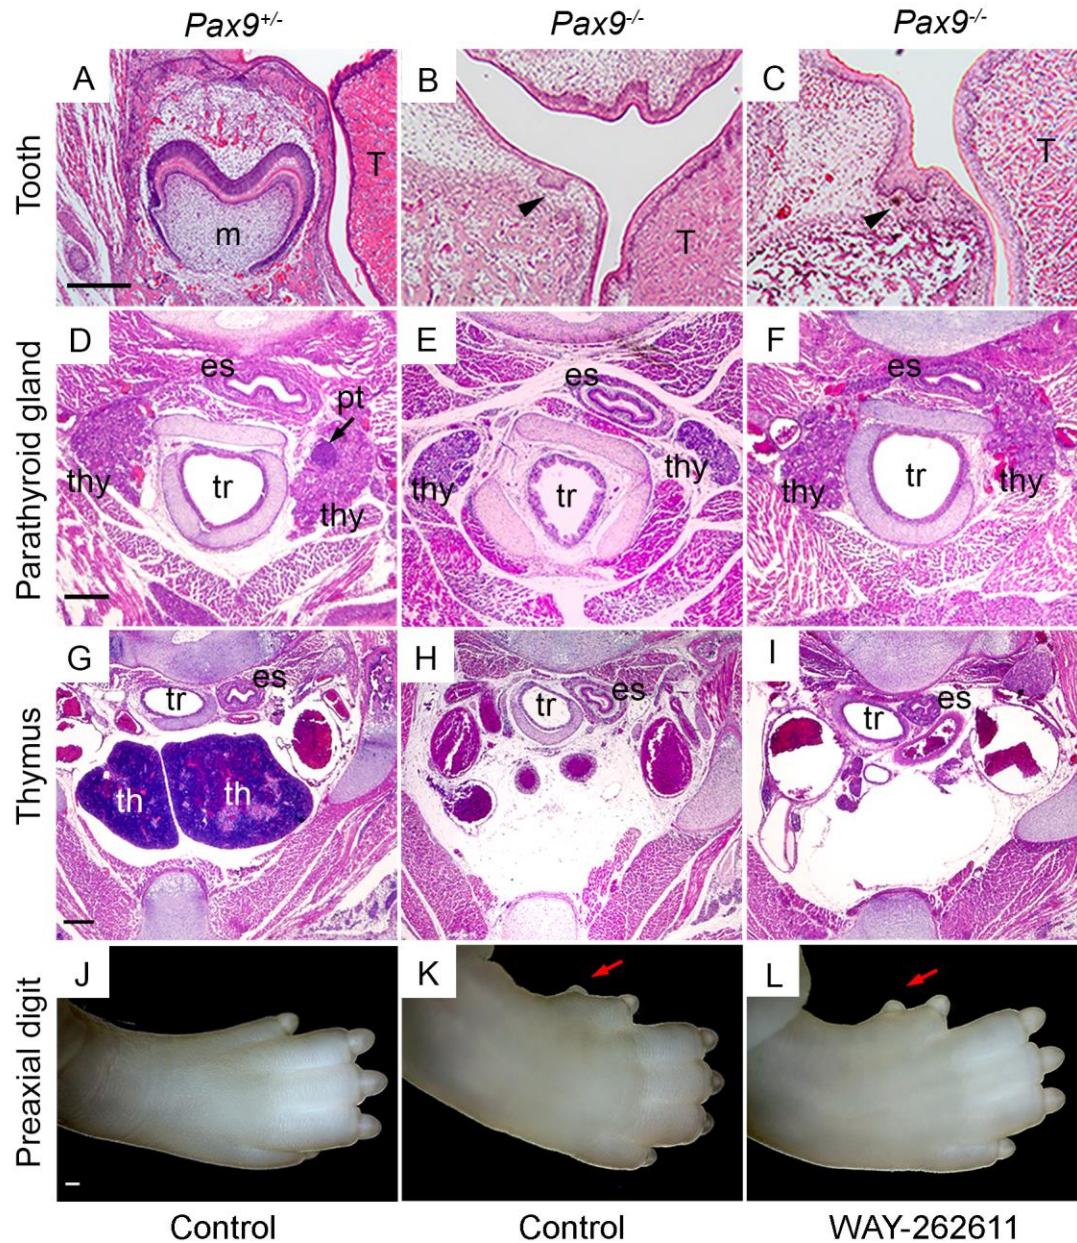 Pax9+/- Pax9-/- Pax9-/-
Tooth
A B C
m T T T
Parathyroid gland
D E F
es es es
pt
thy tr thy thy tr thy thy tr thy
Thymus
G H I
tr es tr es tr es
th th
Preaxial digit
J K L
Control Control WAY-262611